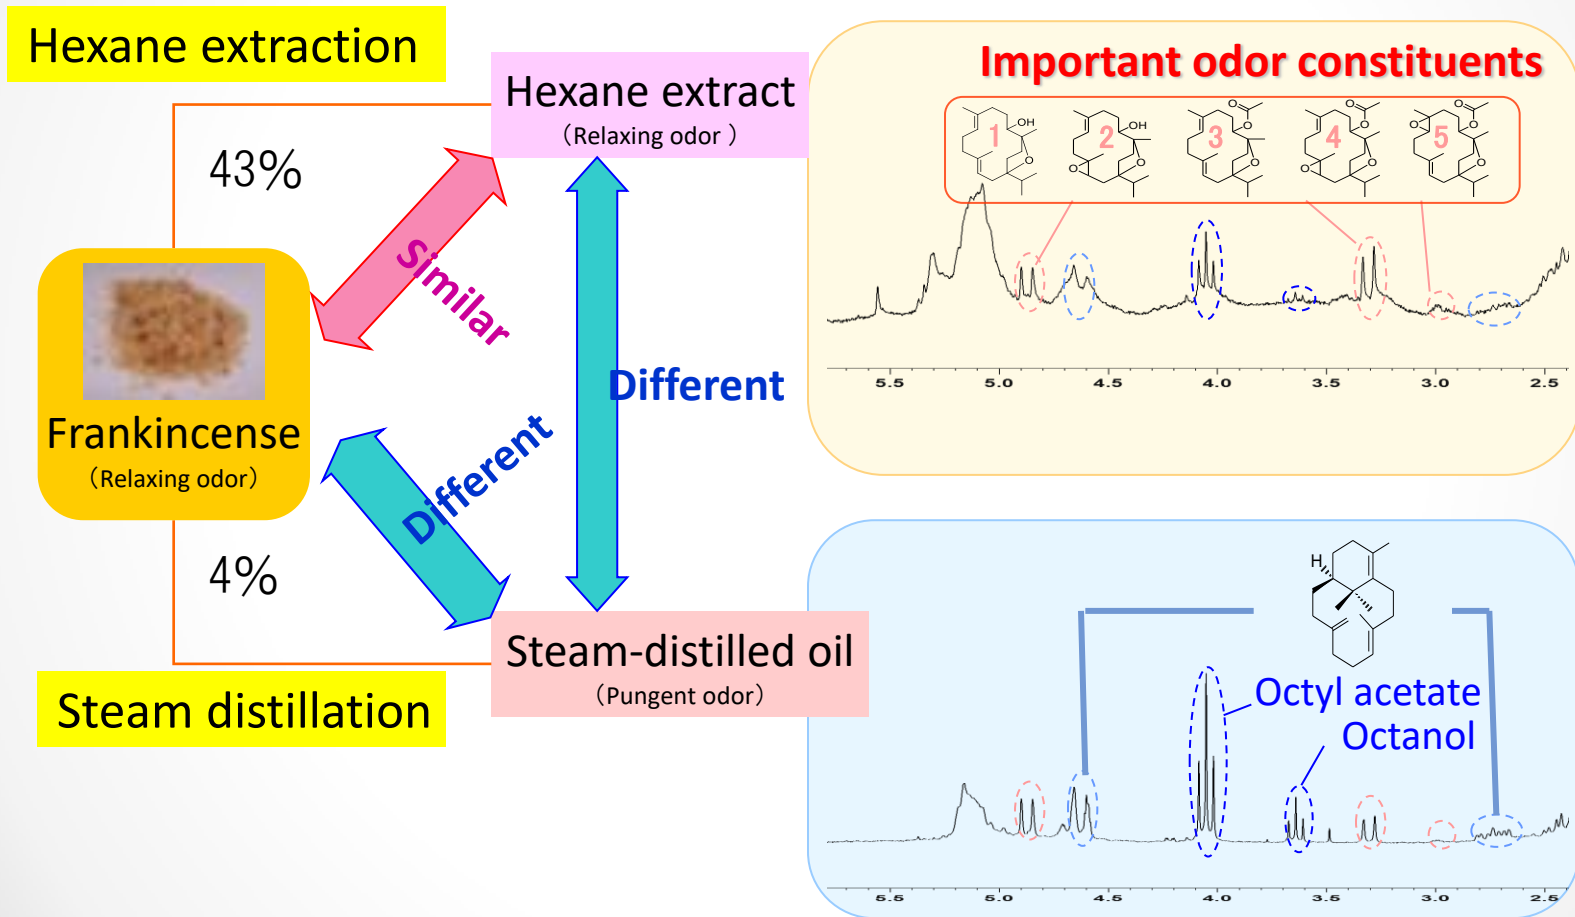 Hexane extraction
43%
Frankincense
（Relaxing odor）
4%
Steam distillation
Similar
Different
Different
Hexane extract
（Relaxing odor ）
Steam-distilled oil
（Pungent odor）
Important odor constituents
1
OH
O
2
OH
O
O
3
O
O
O
4
O
O
O
O
5
O
O
O
O
5.5 5.0 4.5 4.0 3.5 3.0 2.5
H
Octyl acetate
Octanol
5.5 5.0 4.5 4.0 3.5 3.0 2.5